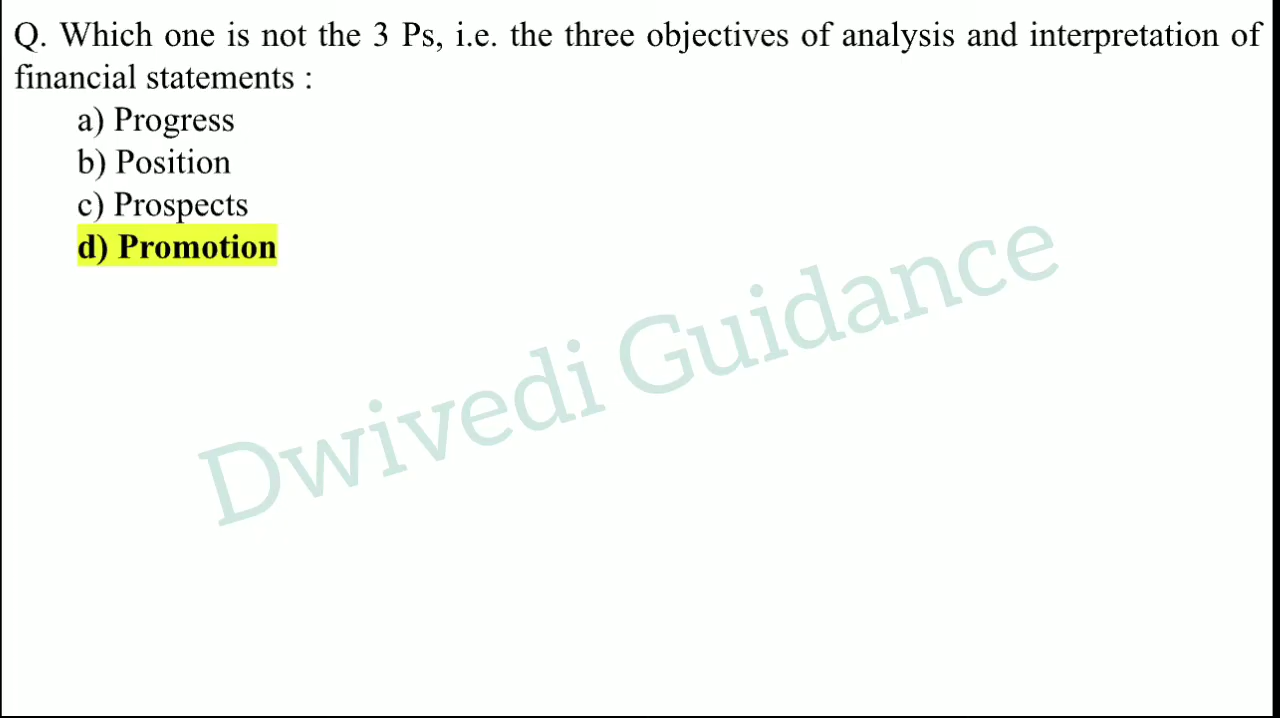 Q. Which one is not the 3 Ps, i.e. the three objectives of analysis and interpretation of
financial statements :
a) Progress
b) Position
c) Prospects
d) Promotion
Dwivedi Guidance